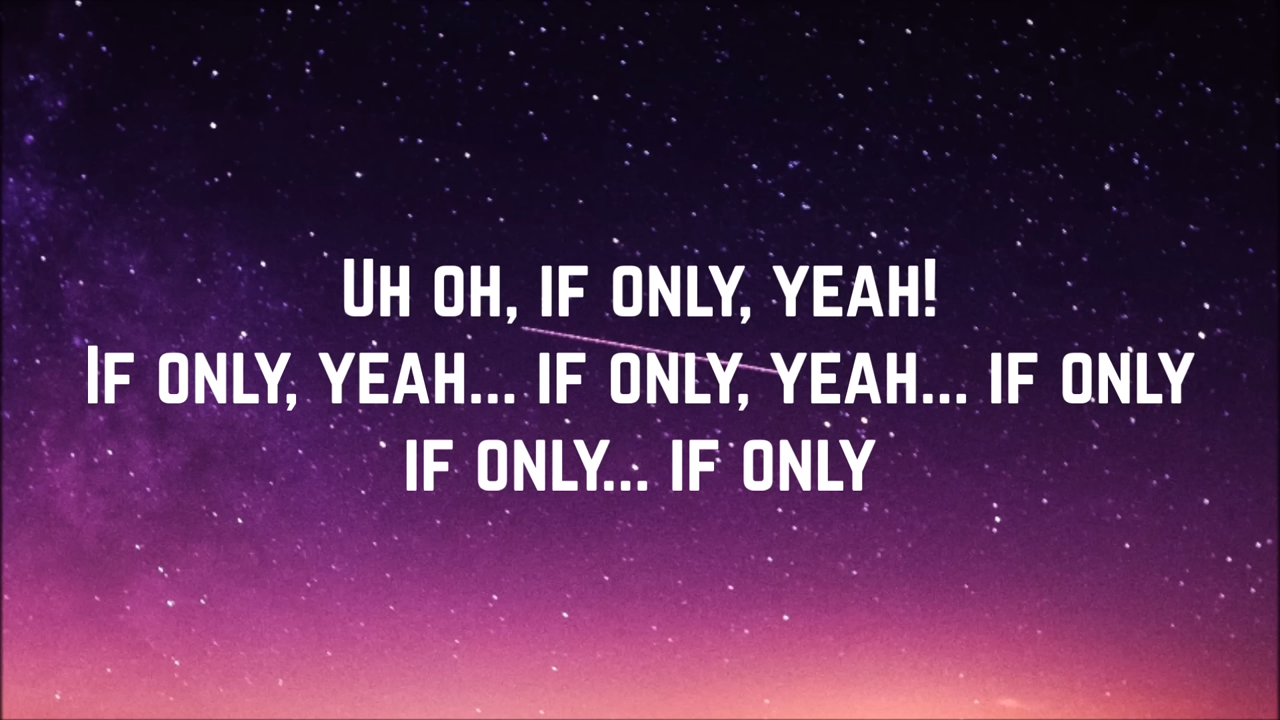 Uh oh, if only, yeah!
If only, yeah... if only, yeah... if only
if only... if only